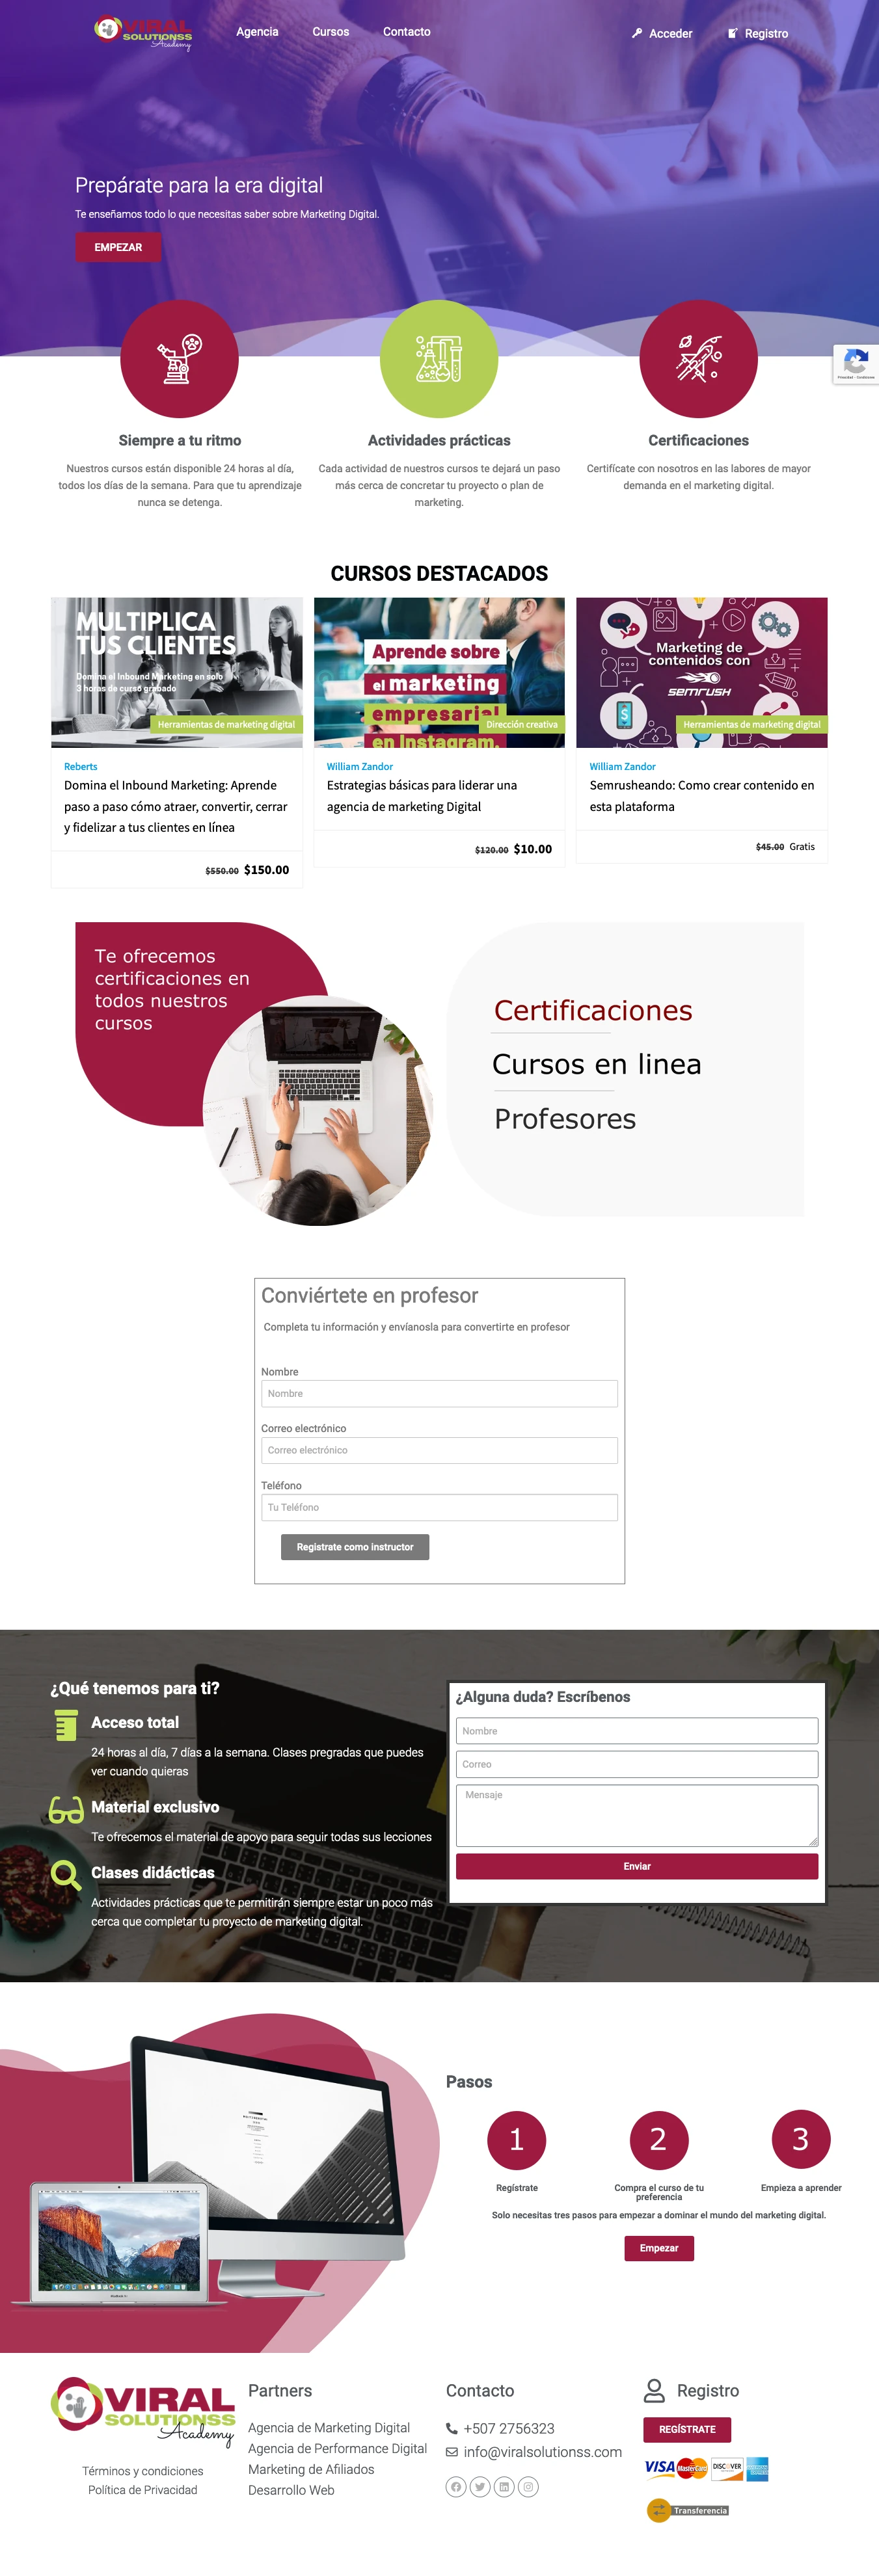 VIRAL
SOLUTIONSS
Academy
Agencia
Cursos
Contacto
Acceder
Registro
Prepárate para la era digital
Te enseñamos todo lo que necesitas saber sobre Marketing Digital.
EMPEZAR
Siempre a tu ritmo
Nuestros cursos están disponible 24 horas al día,
todos los días de la semana. Para que tu aprendizaje
nunca se detenga.
Actividades prácticas
Cada actividad de nuestros cursos te dejará un paso
más cerca de concretar tu proyecto o plan de
marketing.
Certificaciones
Certifícate con nosotros en las labores de mayor
demanda en el marketing digital.
CURSOS DESTACADOS
MULTIPLICA
TUS CLIENTES
Domina el Inbound Marketing en solo
3 horas de curso grabado
Herramientas de marketing digital
Reberts
Domina el Inbound Marketing: Aprende
paso a paso cómo atraer, convertir, cerrar
y fidelizar a tus clientes en línea
$550.00 $150.00
Aprende sobre
el marketing
empresarial
en Instagram.
Dirección creativa
William Zandor
Estrategias básicas para liderar una
agencia de marketing Digital
$120.00 $10.00
Marketing de
contenidos con
SEMRUSH
Herramientas de marketing digital
William Zandor
Semrusheando: Como crear contenido en
esta plataforma
$45.00 Gratis
Te ofrecemos
certificaciones en
todos nuestros
cursos
Certificaciones
Cursos en linea
Profesores
Conviértete en profesor
Completa tu información y envíanosla para convertirte en profesor
Nombre
Nombre
Correo electrónico
Correo electrónico
Teléfono
Tu Teléfono
Registrate como instructor
¿Qué tenemos para ti?
Acceso total
24 horas al día, 7 días a la semana. Clases pregradas que puedes
ver cuando quieras
Material exclusivo
Te ofrecemos el material de apoyo para seguir todas sus lecciones
Clases didácticas
Actividades prácticas que te permitirán siempre estar un poco más
cerca que completar tu proyecto de marketing digital.
¿Alguna duda? Escríbenos
Nombre
Correo
Mensaje
Enviar
Pasos
1
Regístrate
2
Compra el curso de tu
preferencia
3
Empieza a aprender
Solo necesitas tres pasos para empezar a dominar el mundo del marketing digital.
Empezar
VIRAL
SOLUTIONSS
Academy
Términos y condiciones
Política de Privacidad
Partners
Agencia de Marketing Digital
Agencia de Performance Digital
Marketing de Afiliados
Desarrollo Web
Contacto
+507 2756323
info@viralsolutionss.com
Registro
REGÍSTRATE
VISA
MasterCard
DISCOVER
AMERICAN EXPRESS
Transferencia